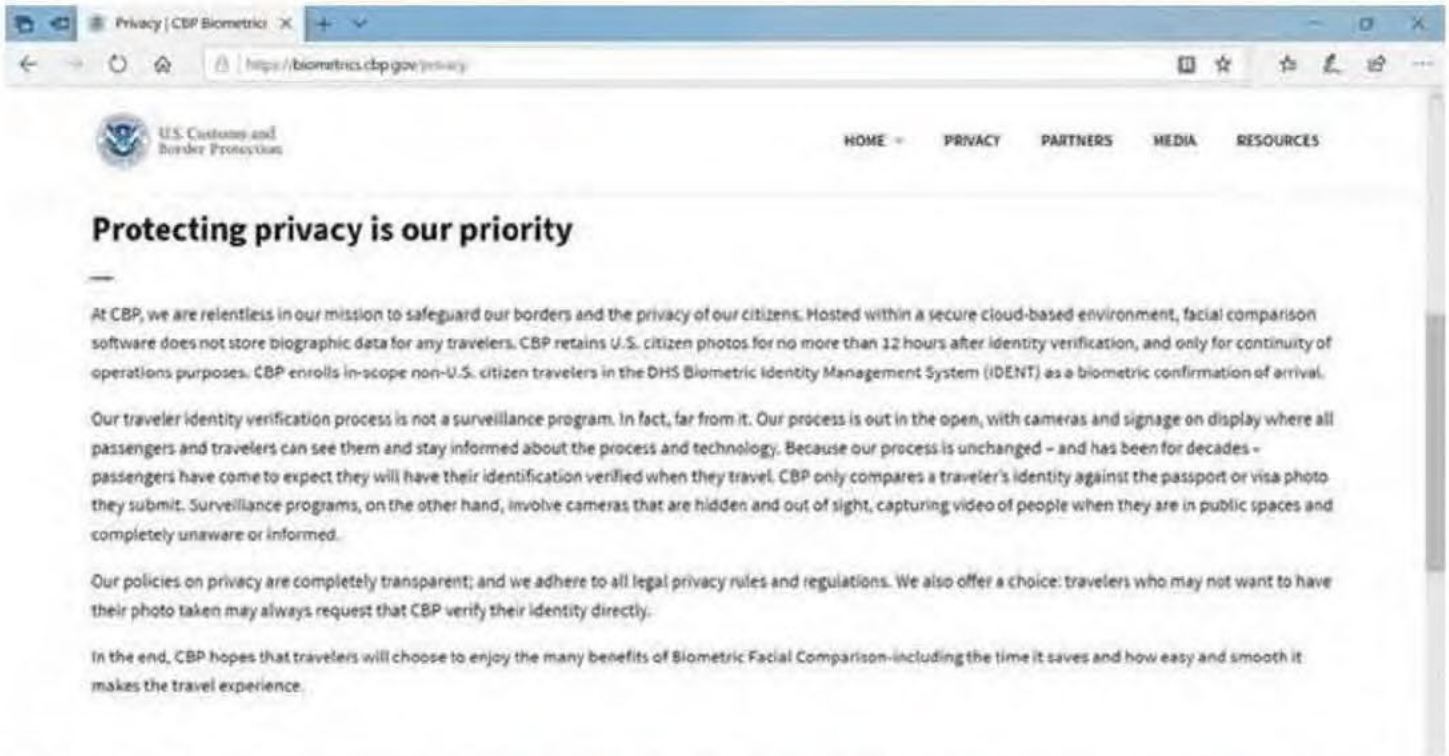 Privacy | CBP Biometrics
https://biometrics.cbp.gov/privacy
U.S. Customs and
Border Protection
HOME PRIVACY PARTNERS MEDIA RESOURCES
Protecting privacy is our priority
At CBP, we are relentless in our mission to safeguard our borders and the privacy of our citizens. Hosted within a secure cloud-based environment, facial comparison
software does not store biographic data for any travelers. CBP retains U.S. citizen photos for no more than 12 hours after identity verification, and only for continuity of
operations purposes. CBP enrolls in-scope non-U.S. citizen travelers in the DHS Biometric Identity Management System (IDENT) as a biometric confirmation of arrival.
Our traveler identity verification process is not a surveillance program. In fact, far from it. Our process is out in the open, with cameras and signage on display where all
passengers and travelers can see them and stay informed about the process and technology. Because our process is unchanged – and has been for decades –
passengers have come to expect they will have their identification verified when they travel. CBP only compares a traveler's identity against the passport or visa photo
they submit. Surveillance programs, on the other hand, involve cameras that are hidden and out of sight, capturing video of people when they are in public spaces and
completely unaware or informed.
Our policies on privacy are completely transparent; and we adhere to all legal privacy rules and regulations. We also offer a choice: travelers who may not want to have
their photo taken may always request that CBP verify their identity directly.
In the end, CBP hopes that travelers will choose to enjoy the many benefits of Biometric Facial Comparison-including the time it saves and how easy and smooth it
makes the travel experience.